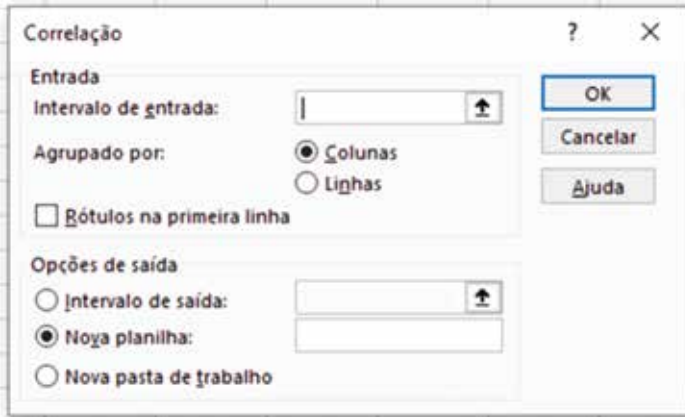 Correlação ? X
Entrada
Intervalo de entrada:
OK
Agrupado por:
Colunas
Cancelar
Linhas
Ajuda
Rótulos na primeira linha
Opções de saída
Intervalo de saída:
Nova planilha:
Nova pasta de trabalho